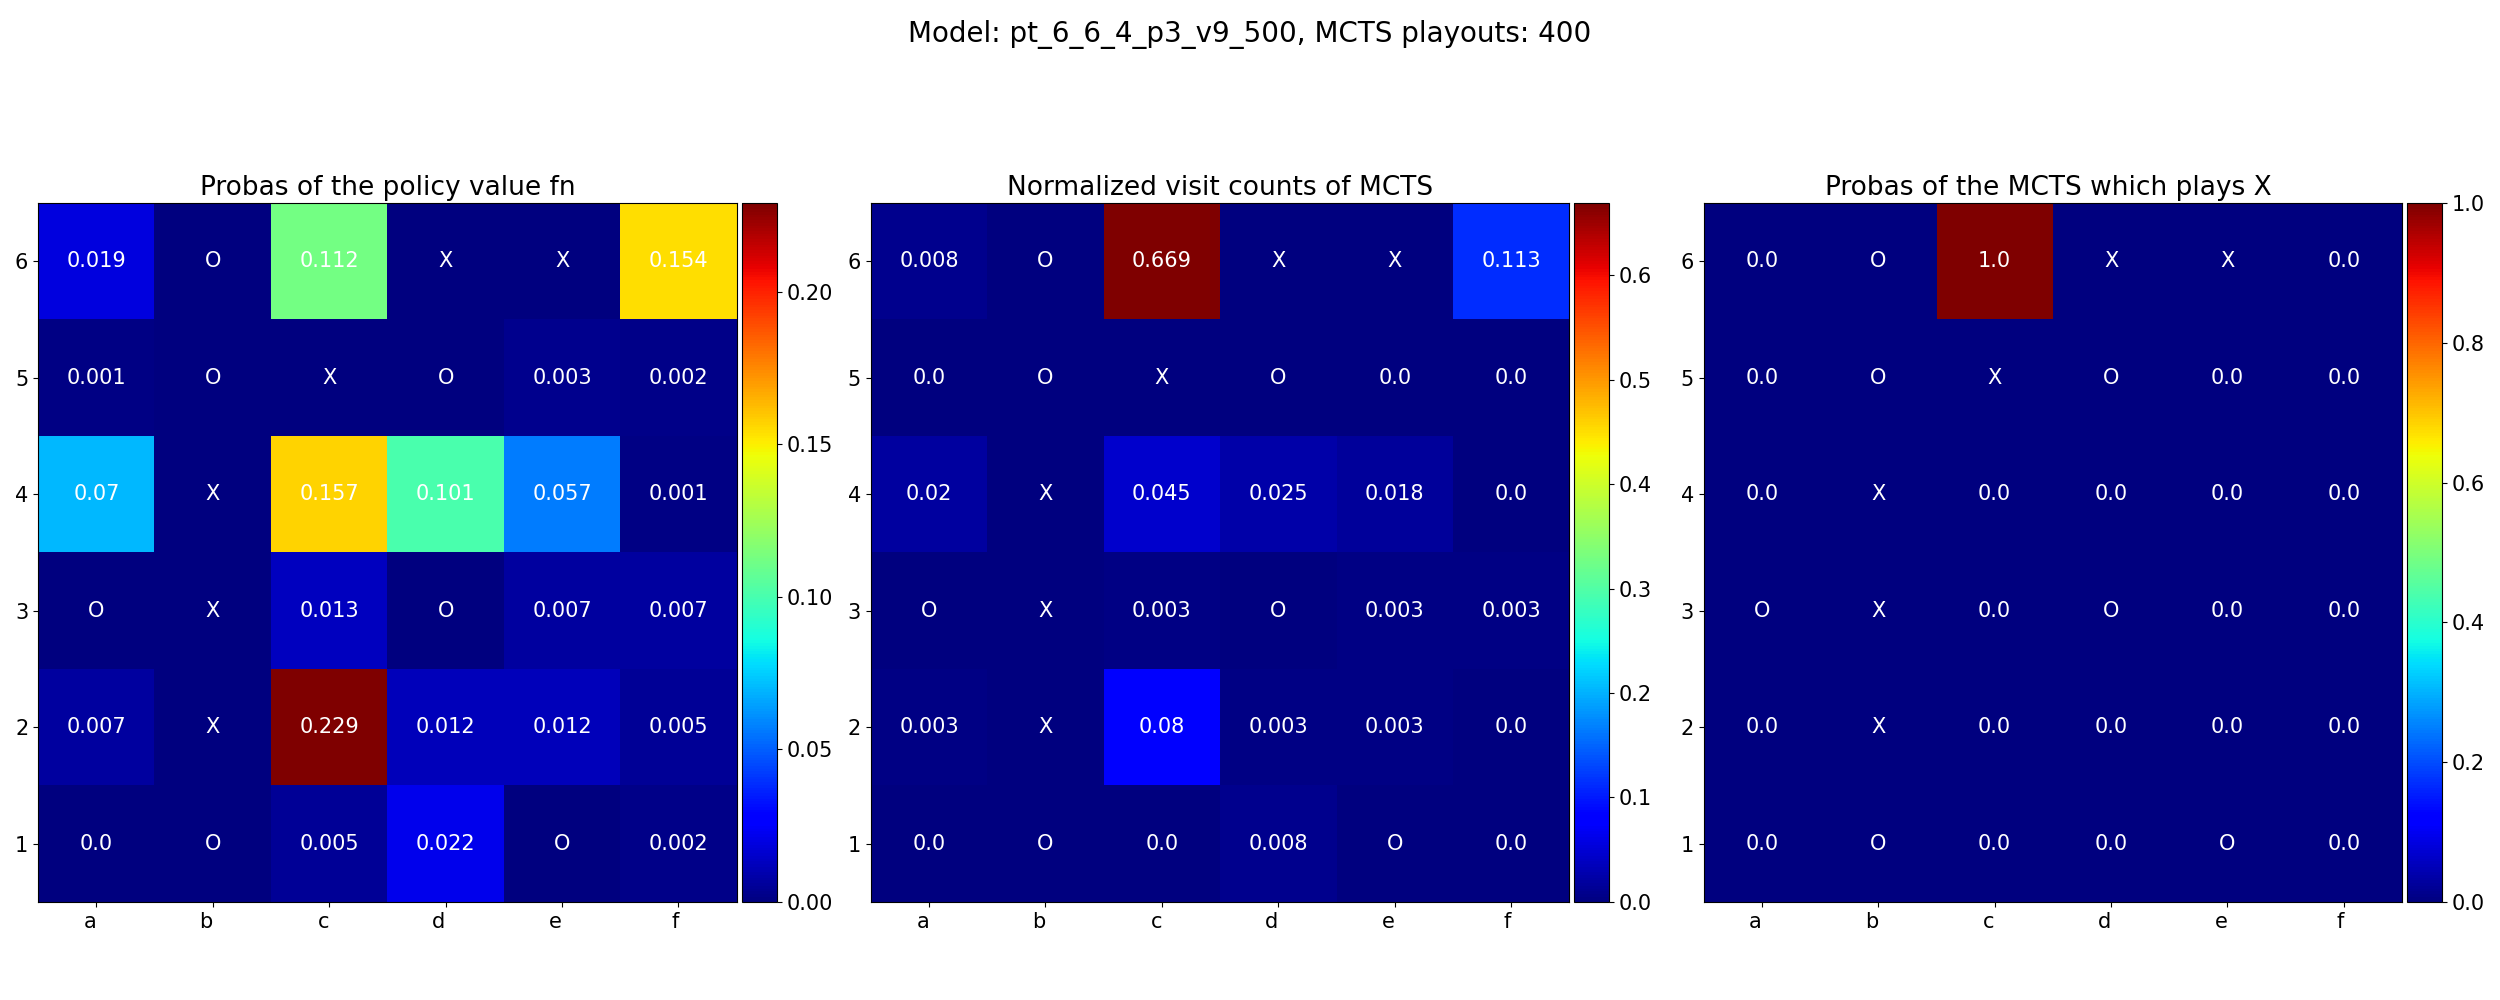 Model: pt_6_6_4_p3_v9_500, MCTS playouts: 400
Probas of the policy value fn
6 0.019 O 0.112 X X 0.154
5 0.001 O X O 0.003 0.002
4 0.07 X 0.157 0.101 0.057 0.001
3 O X 0.013 O 0.007 0.007
2 0.007 X 0.229 0.012 0.012 0.005
1 0.0 O 0.005 0.022 O 0.002
a b c d e f
0.20
0.15
0.10
0.05
0.00
Normalized visit counts of MCTS
6 0.008 O 0.669 X X 0.113
5 0.0 O X O 0.0 0.0
4 0.02 X 0.045 0.025 0.018 0.0
3 O X 0.003 O 0.003 0.003
2 0.003 X 0.08 0.003 0.003 0.0
1 0.0 O 0.0 0.008 O 0.0
a b c d e f
0.6
0.5
0.4
0.3
0.2
0.1
0.0
Probas of the MCTS which plays X
6 0.0 O 1.0 X X 0.0
5 0.0 O X O 0.0 0.0
4 0.0 X 0.0 0.0 0.0 0.0
3 O X 0.0 O 0.0 0.0
2 0.0 X 0.0 0.0 0.0 0.0
1 0.0 O 0.0 0.0 O 0.0
a b c d e f
1.0
0.8
0.6
0.4
0.2
0.0